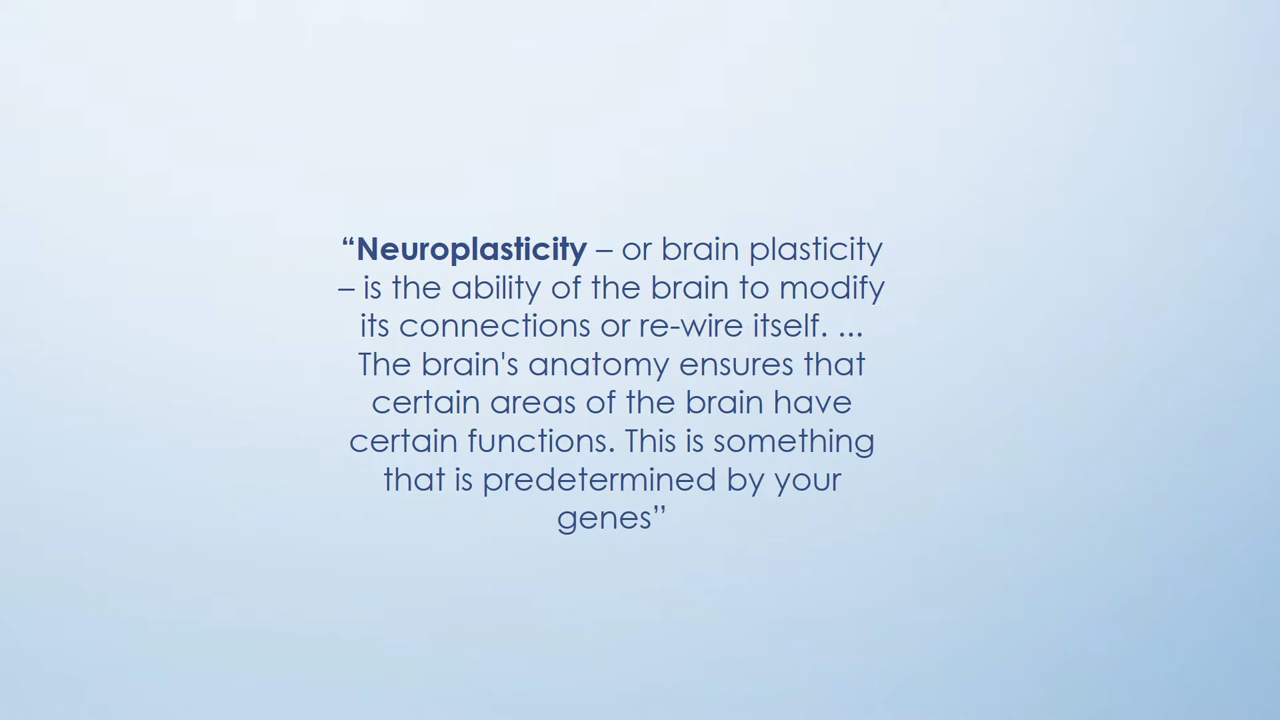 “Neuroplasticity – or brain plasticity
– is the ability of the brain to modify
its connections or re-wire itself. ...
The brain's anatomy ensures that
certain areas of the brain have
certain functions. This is something
that is predetermined by your
genes”